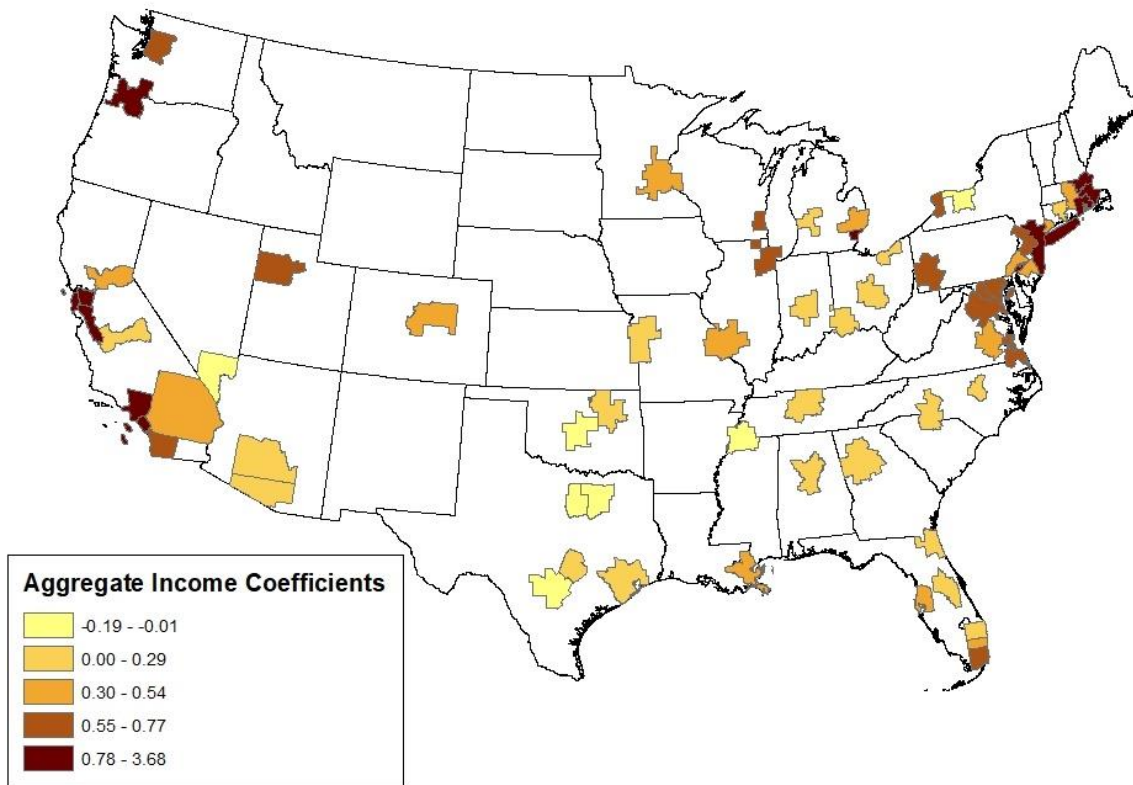 Aggregate Income Coefficients
-0.19 - -0.01
0.00 - 0.29
0.30 - 0.54
0.55 - 0.77
0.78 - 3.68